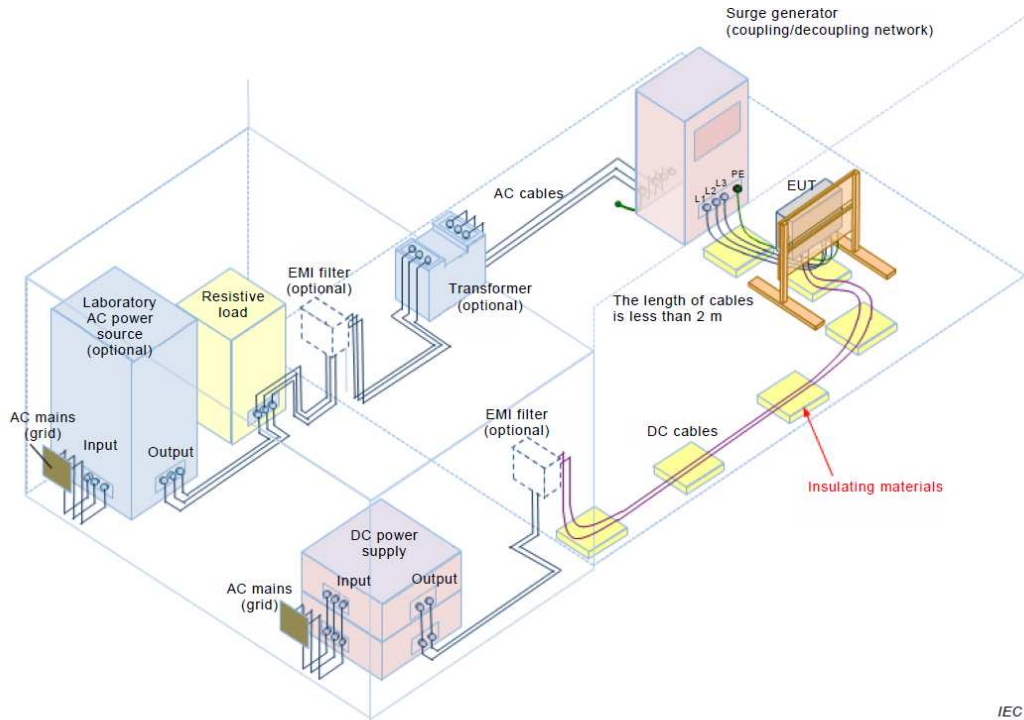 Surge generator
(coupling/decoupling network)
PE
L3
L2
L1
EUT
AC cables
EMI filter
(optional)
Transformer
(optional)
The length of cables
is less than 2 m
Laboratory
AC power
source
(optional)
Resistive
load
AC mains
(grid)
Input
Output
EMI filter
(optional)
DC cables
Insulating materials
DC power
supply
Input
Output
AC mains
(grid)
IEC